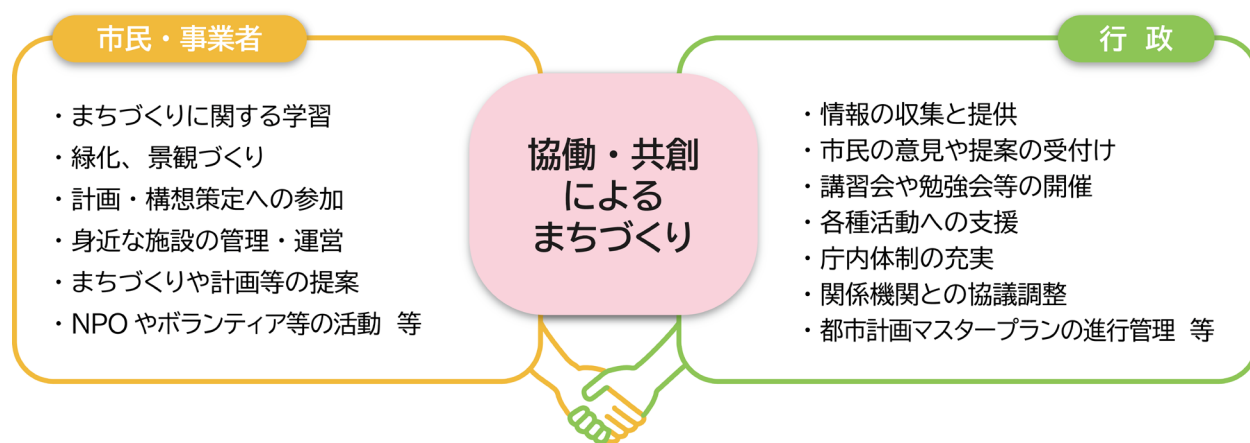 市民・事業者
・まちづくりに関する学習
・緑化、景観づくり
・計画・構想策定への参加
・身近な施設の管理・運営
・まちづくりや計画等の提案
・NPO やボランティア等の活動 等
協働・共創
による
まちづくり
行 政
・情報の収集と提供
・市民の意見や提案の受付け
・講習会や勉強会等の開催
・各種活動への支援
・庁内体制の充実
・関係機関との協議調整
・都市計画マスタープランの進行管理 等